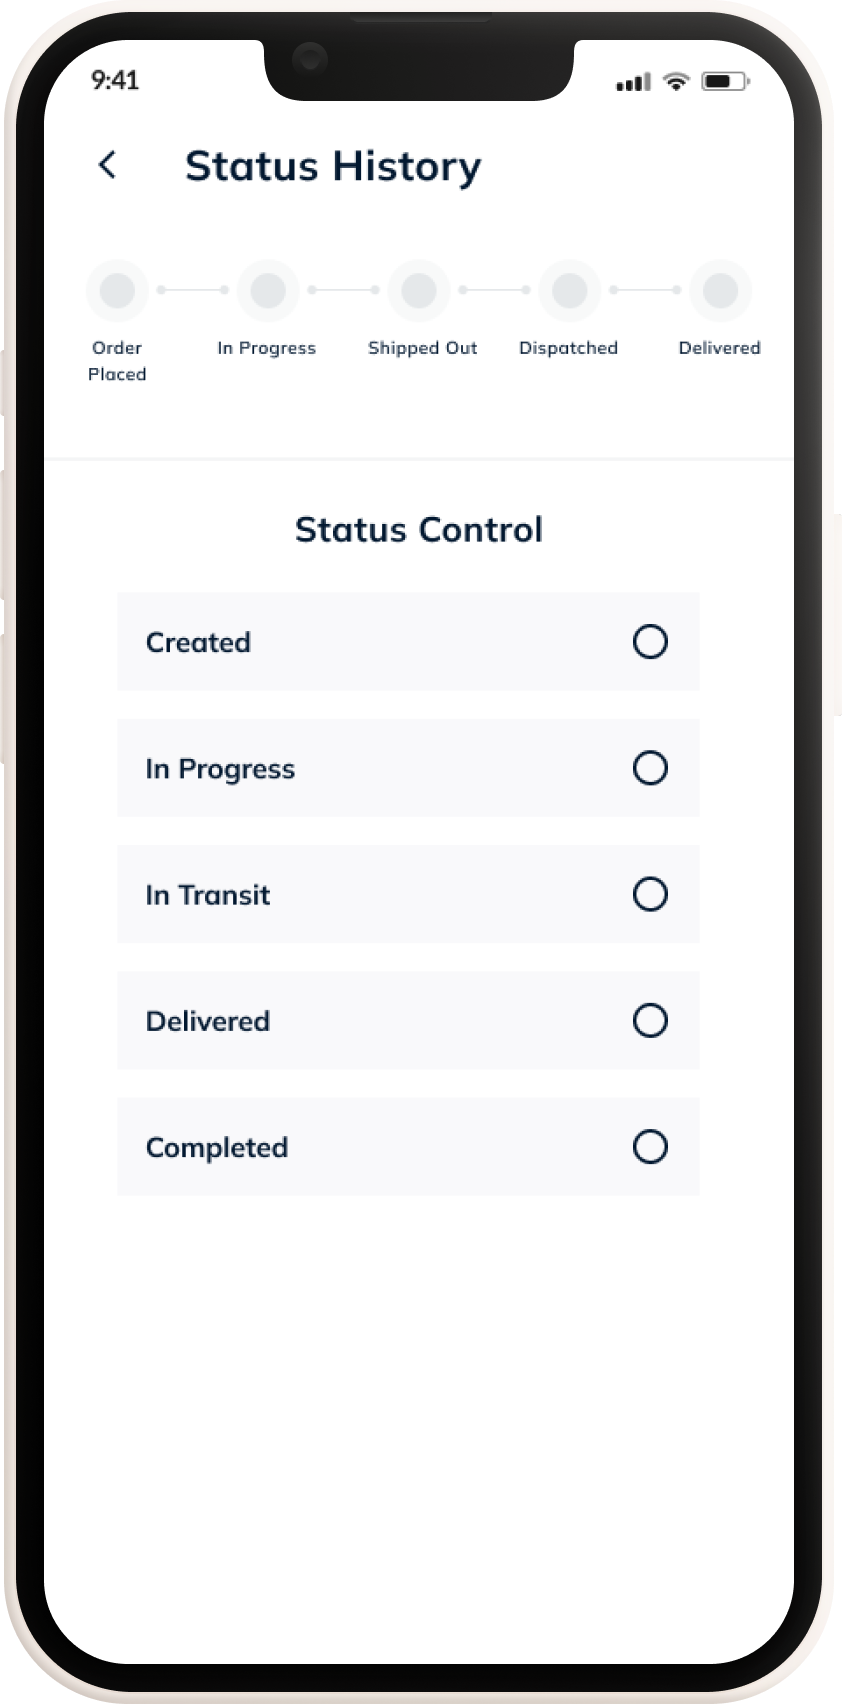 9:41
Status History
Order
Placed
In Progress
Shipped Out
Dispatched
Delivered
Status Control
Created
In Progress
In Transit
Delivered
Completed